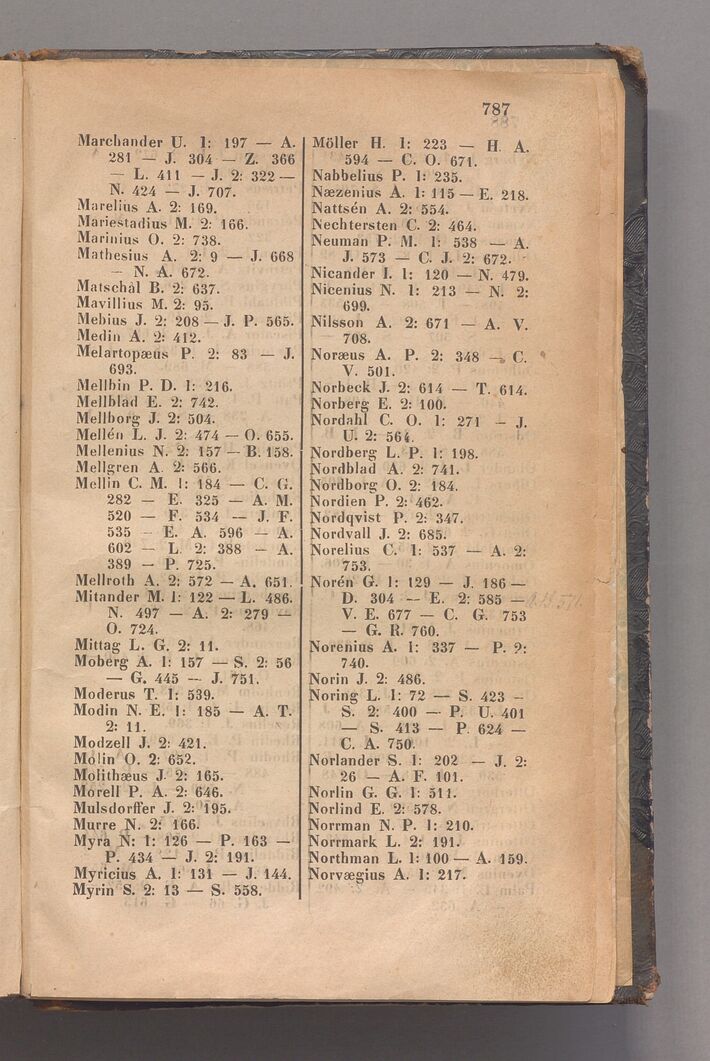 787
Marchander U. 1: 197 — A.
281 — J. 304 — Z. 366
— L. 411 — J. 2: 322 —
N. 424 — J. 707.
Marelius A. 2: 169.
Mariestadius M. 2: 166.
Marinius O. 2: 738.
Mathesius A. 2: 9 — J. 668
— N. A. 672.
Matschål B. 2: 637.
Mavillius M. 2: 95.
Mebius J. 2: 208 — J. P. 565.
Medin A. 2: 412.
Melartopæus P. 2: 83 — J.
693.
Mellbin P. D. 1: 216.
Mellblad E. 2: 742.
Mellborg J. 2: 504.
Mellén L. J. 2: 474 — O. 655.
Mellenius N. 2: 157 — B. 158.
Mellgren A. 2: 566.
Mellin C. M. 1: 184 — C. G.
282 — E. 325 — A. M.
520 — F. 534 — J. F.
535 — E. A. 596 — A.
602 — L. 2: 388 — A.
389 — P. 725.
Mellroth A. 2: 572 — A. 651.
Mitander M. 1: 122 — L. 486.
N. 497 — A. 2: 279 —
O. 724.
Mittag L. G. 2: 11.
Moberg A. 1: 157 — S. 2: 56
— G. 445 — J. 751.
Moderus T. 1: 539.
Modin N. E. 1: 185 — A. T.
2: 11.
Modzell J. 2: 421.
Molin O. 2: 652.
Molithæus J. 2: 165.
Morell P. A. 2: 646.
Mulsdorffer J. 2: 195.
Murre N. 2: 166.
Myra N: 1: 126 — P. 163 —
P. 434 — J. 2: 191.
Myricius A. 1: 131 — J. 144.
Myrin S. 2: 13 — S. 558.
Möller H. 1: 223 — H. A.
594 — C. O. 671.
Nabbelius P. 1: 235.
Næzenius A. 1: 115 — E. 218.
Nattsén A. 2: 554.
Nechtersten C. 2: 464.
Neuman P. M. 1: 538 — A.
J. 573 — C. J. 2: 672.
Nicander I. 1: 120 — N. 479.
Nicenius N. 1: 213 — N. 2:
699.
Nilsson A. 2: 671 — A. V.
708.
Noræus A. P. 2: 348 — C.
V. 501.
Norbeck J. 2: 614 — T. 614.
Norberg E. 2: 100.
Nordahl C. O. 1: 271 — J.
U. 2: 564.
Nordberg L. P. 1: 198.
Nordblad A. 2: 741.
Nordborg O. 2: 184.
Nordien P. 2: 462.
Nordqvist P. 2: 347.
Nordvall J. 2: 685.
Norelius C. 1: 537 — A. 2:
753.
Norén G. 1: 129 — J. 186 —
D. 304 — E. 2: 585 —
V. E. 677 — C. G. 753
— G. R. 760.
Norenius A. 1: 337 — P. 2:
740.
Norin J. 2: 486.
Noring L. 1: 72 — S. 423 —
S. 2: 400 — P. U. 401
— S. 413 — P. 624 —
C. A. 750.
Norlander S. 1: 202 — J. 2:
26 — A. F. 101.
Norlin G. G. 1: 511.
Norlind E. 2: 578.
Norrman N. P. 1: 210.
Norrmark L. 2: 191.
Northman L. 1: 100 — A. 159.
Norvægius A. 1: 217.